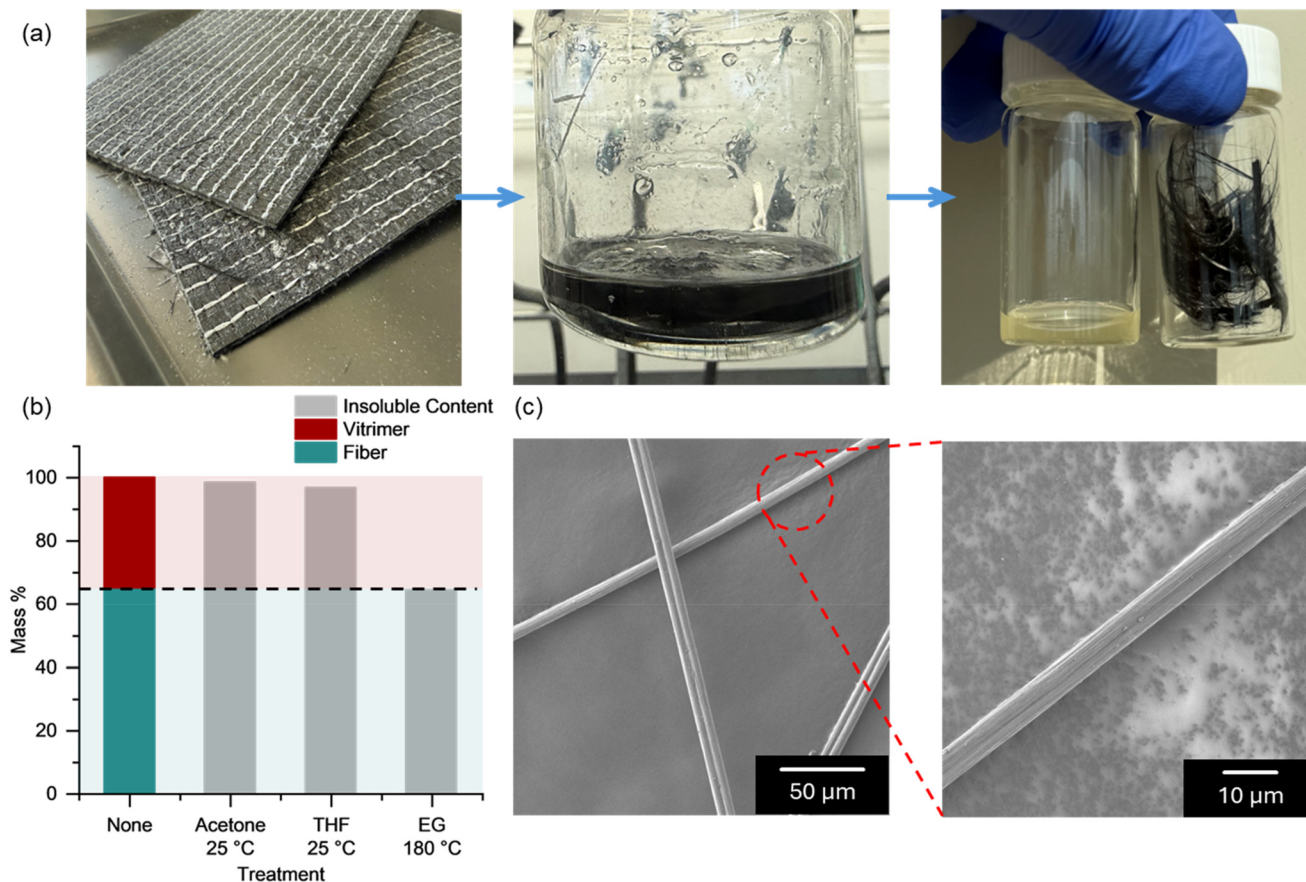 (a)
(b)
Insoluble Content
Vitrimer
Fiber
Mass %
100
80
60
40
20
0
None
Acetone
25 °C
THF
25 °C
EG
180 °C
Treatment
(c)
50 µm
10 µm